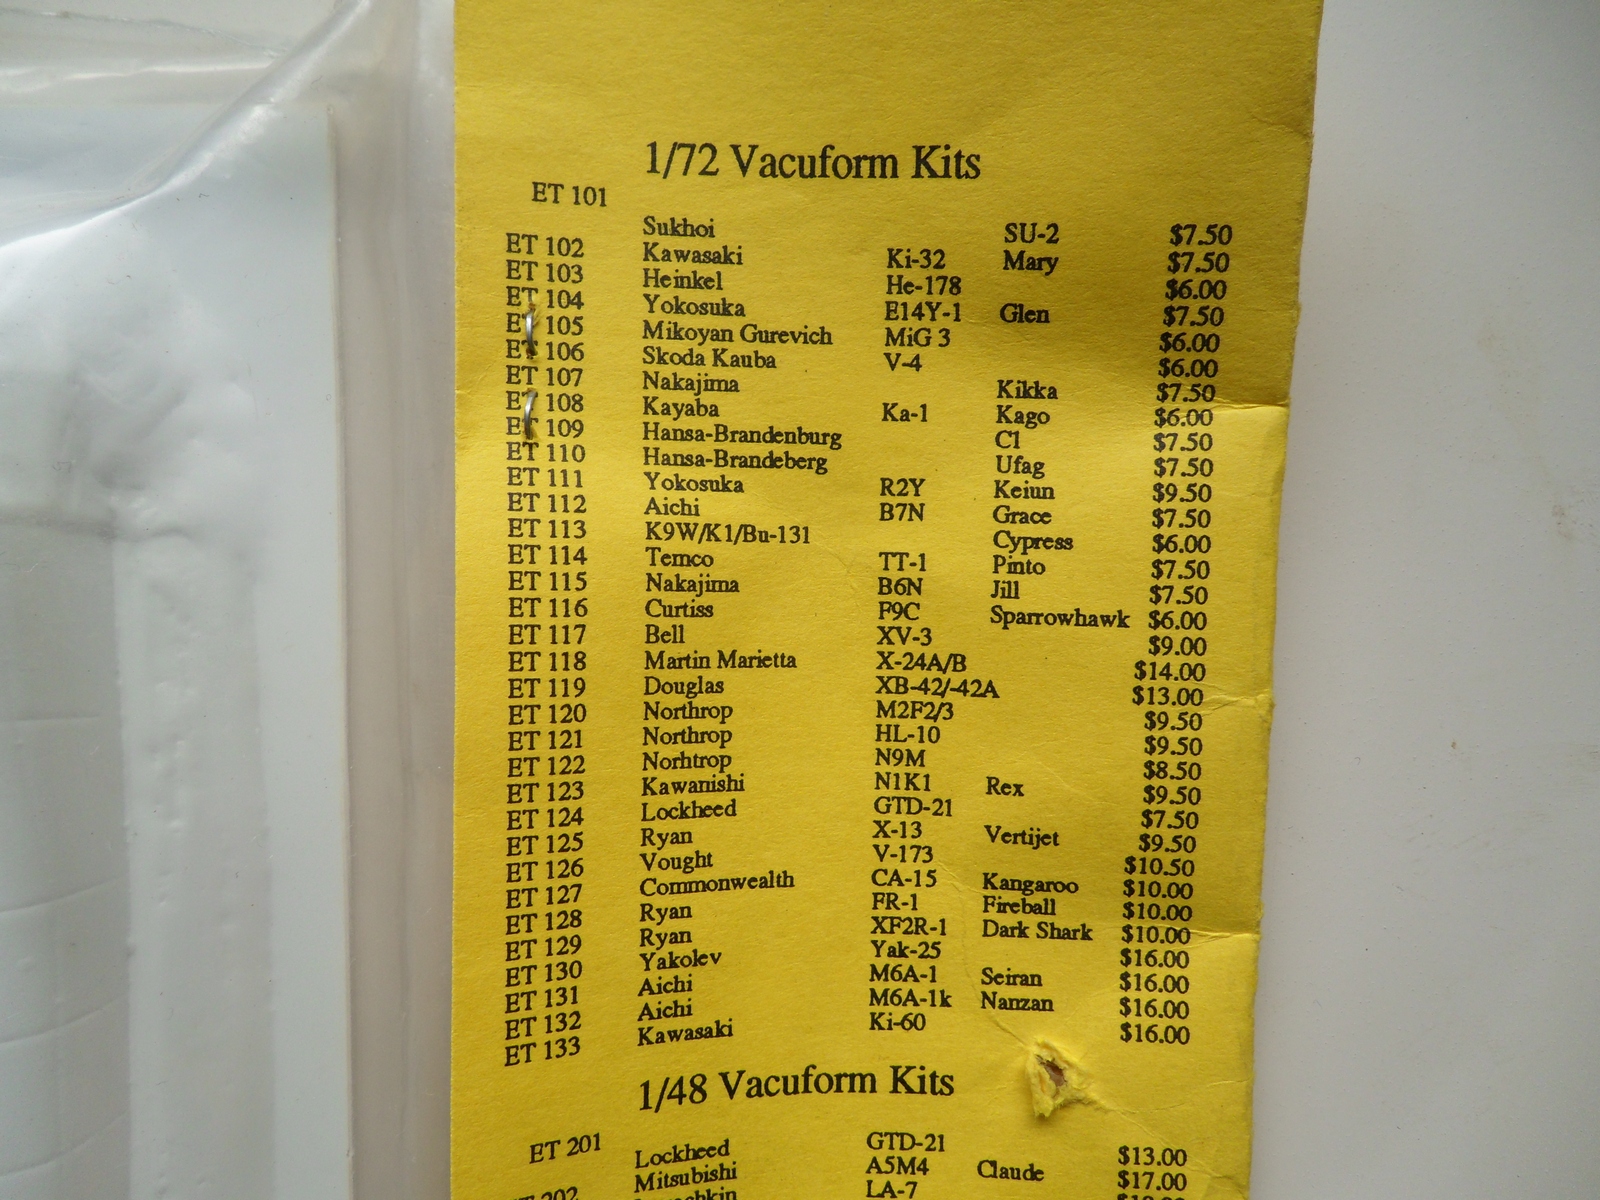 1/72 Vacuform Kits
ET 101 Sukhoi SU-2 $7.50
ET 102 Kawasaki Ki-32 Mary $7.50
ET 103 Heinkel He-178 $6.00
ET 104 Yokosuka E14Y-1 Glen $7.50
ET 105 Mikoyan Gurevich MiG 3 $6.00
ET 106 Skoda Kauba V-4 $6.00
ET 107 Nakajima Kikka $7.50
ET 108 Kayaba Ka-1 Kago $6.00
ET 109 Hansa-Brandenburg C1 $7.50
ET 110 Hansa-Brandeberg Ufag $7.50
ET 111 Yokosuka R2Y Keiun $9.50
ET 112 Aichi B7N Grace $7.50
ET 113 K9W/K1/Bu-131 Cypress $6.00
ET 114 Temco TT-1 Pinto $7.50
ET 115 Nakajima B6N Jill $7.50
ET 116 Curtiss F9C Sparrowhawk $6.00
ET 117 Bell XV-3 $9.00
ET 118 Martin Marietta X-24A/B $14.00
ET 119 Douglas XB-42/-42A $13.00
ET 120 Northrop M2F2/3 $9.50
ET 121 Northrop HL-10 $9.50
ET 122 Norhtrop N9M $8.50
ET 123 Kawanishi N1K1 Rex $9.50
ET 124 Lockheed GTD-21 $7.50
ET 125 Ryan X-13 Vertijet $9.50
ET 126 Vought V-173 $10.50
ET 127 Commonwealth CA-15 Kangaroo $10.00
ET 128 Ryan FR-1 Fireball $10.00
ET 129 Ryan XF2R-1 Dark Shark $10.00
ET 130 Yakolev Yak-25 $16.00
ET 131 Aichi M6A-1 Seiran $16.00
ET 132 Aichi M6A-1k Nanzan $16.00
ET 133 Kawasaki Ki-60 $16.00
1/48 Vacuform Kits
ET 201 Lockheed GTD-21 $13.00
ET 202 Mitsubishi A5M4 Claude $17.00
LA-7